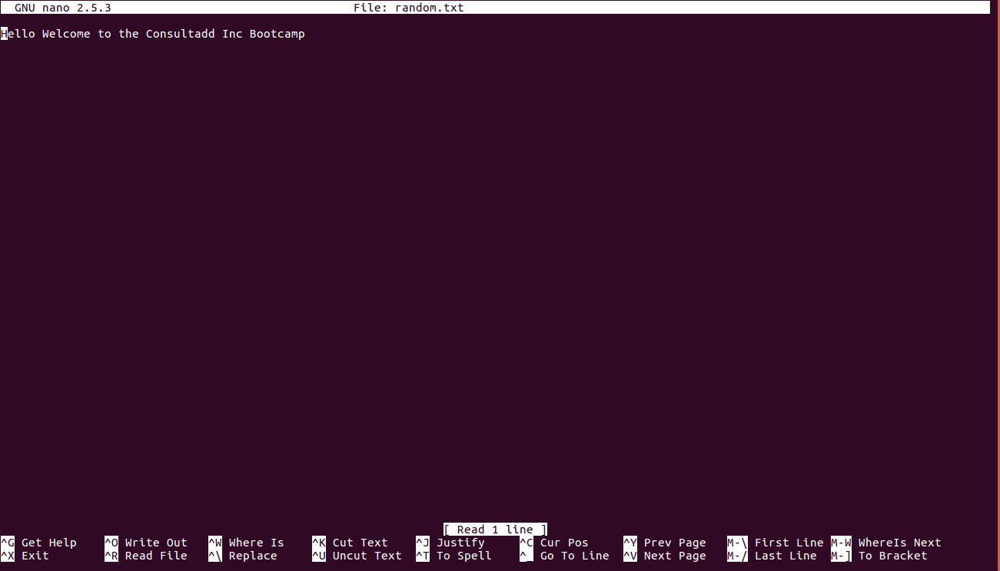 GNU nano 2.5.3 File: random.txt
Hello Welcome to the Consultadd Inc Bootcamp
[ Read 1 line ]
^G Get Help ^O Write Out ^W Where Is ^K Cut Text ^J Justify ^C Cur Pos ^Y Prev Page M-\ First Line M-W WhereIs Next
^X Exit ^R Read File ^\ Replace ^U Uncut Text ^T To Spell ^_ Go To Line ^V Next Page M-/ Last Line M-] To Bracket